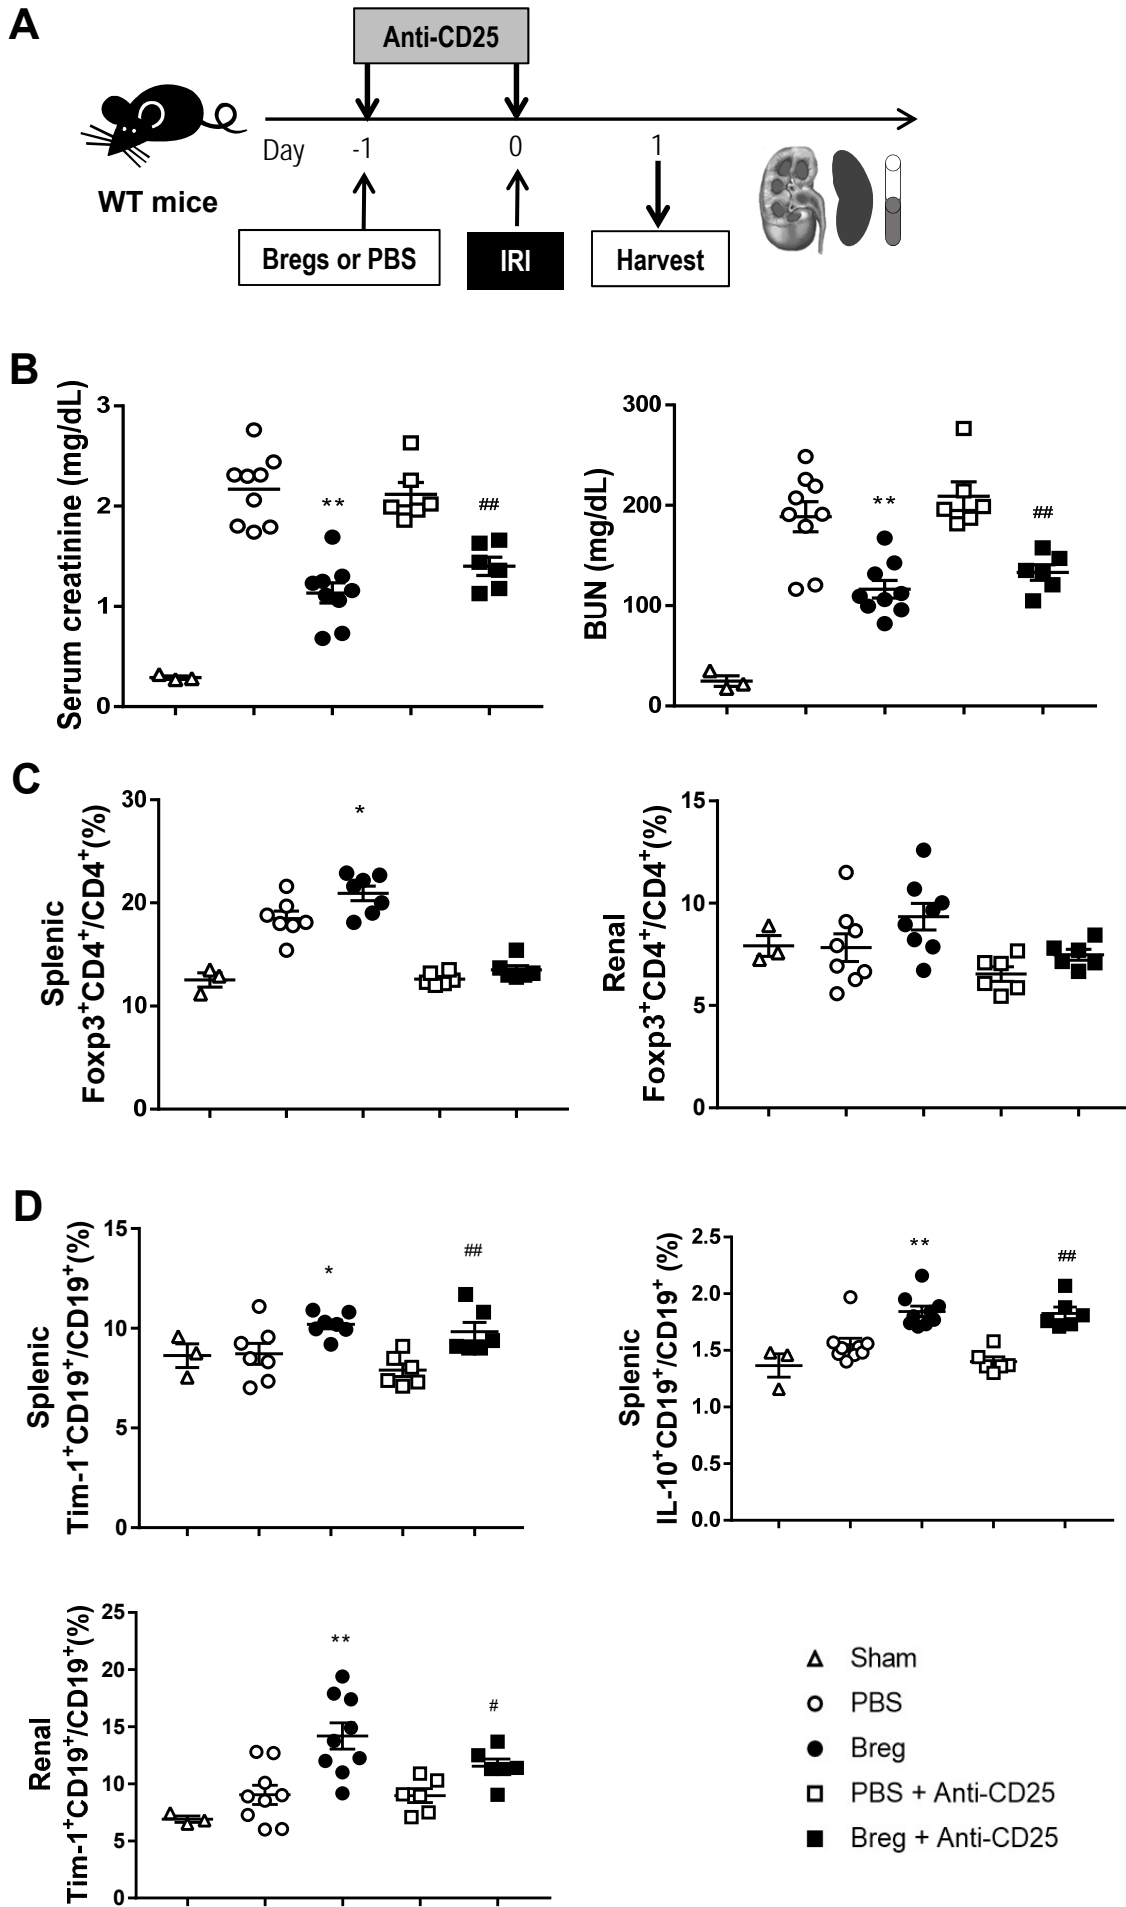 A
Anti-CD25
Day -1 0 1
WT mice
Bregs or PBS
IRI
Harvest
B
Serum creatinine (mg/dL)
3
2
1
0
**
##
BUN (mg/dL)
300
200
100
0
**
##
C
Splenic
Foxp3⁺CD4⁺/CD4⁺(%)
30
20
10
0
*
Renal
Foxp3⁺CD4⁺/CD4⁺(%)
15
10
5
0
D
Splenic
Tim-1⁺CD19⁺/CD19⁺(%)
15
10
5
0
*
##
Splenic
IL-10⁺CD19⁺/CD19⁺ (%)
2.5
2.0
1.5
1.0
0.5
0.0
**
##
Renal
Tim-1⁺CD19⁺/CD19⁺(%)
25
20
15
10
5
0
**
#
Sham
PBS
Breg
PBS + Anti-CD25
Breg + Anti-CD25